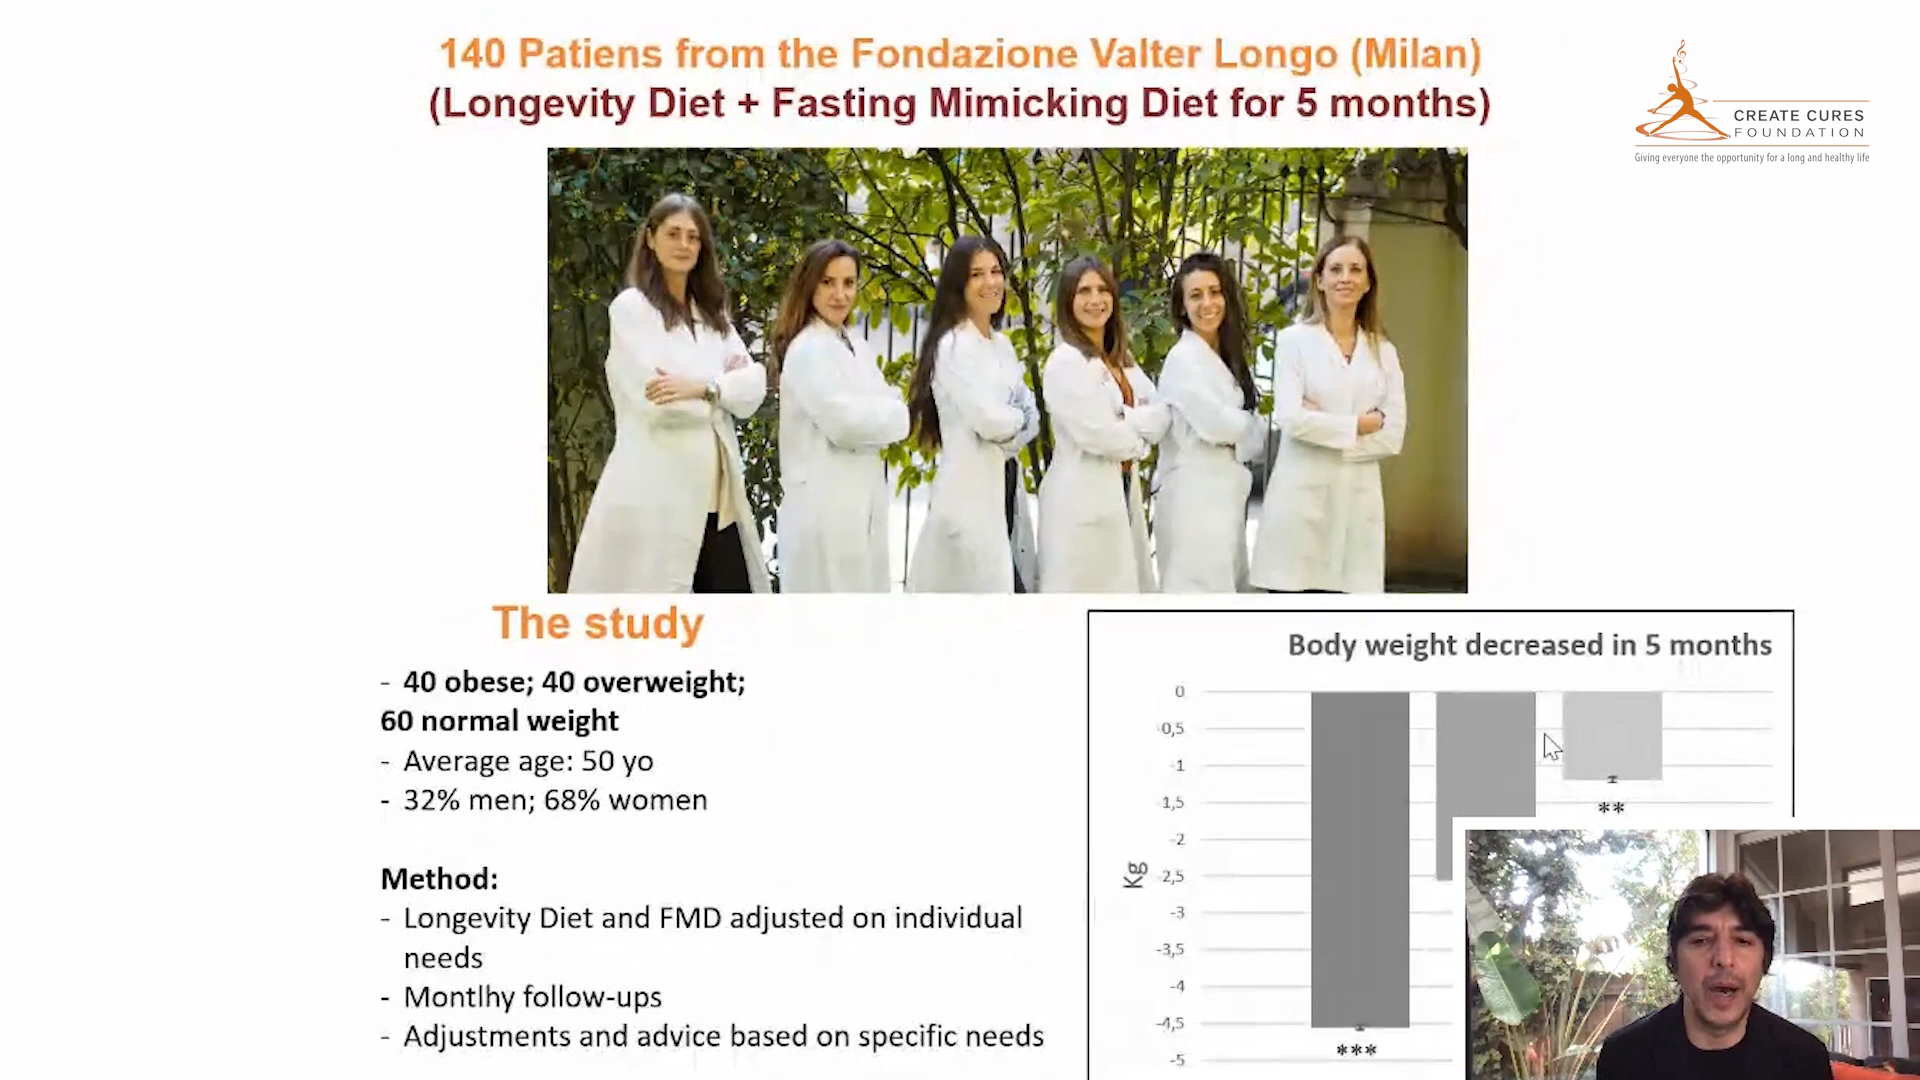 140 Patiens from the Fondazione Valter Longo (Milan)
(Longevity Diet + Fasting Mimicking Diet for 5 months)
CREATE CURES
FOUNDATION
Giving everyone the opportunity for a long and healthy life
The study
- 40 obese; 40 overweight;
60 normal weight
- Average age: 50 yo
- 32% men; 68% women
Method:
- Longevity Diet and FMD adjusted on individual
needs
- Montlhy follow-ups
- Adjustments and advice based on specific needs
Body weight decreased in 5 months
Kg
0
-0,5
-1
-1,5
-2
-2,5
-3
-3,5
-4
-4,5
-5
**
***